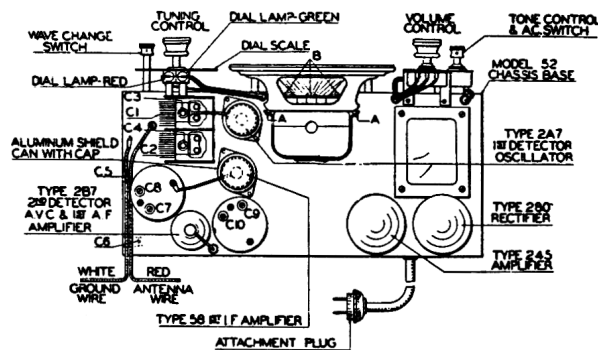 TUNING
CONTROL
DIAL LAMP-GREEN
B
VOLUME
CONTROL
TONE CONTROL
& A.C. SWITCH
WAVE CHANGE
SWITCH
DIAL SCALE
DIAL LAMP-RED
MODEL 52
CHASSIS BASE
C3
C1
C4
C2
A
A
ALUMINUM SHIELD
CAN WITH CAP
TYPE 2A7
1ST DETECTOR
OSCILLATOR
C5
TYPE 2B7
2ND DETECTOR
A V C & 1ST A F
AMPLIFIER
C8
C7
C9
C10
C6
TYPE 280
RECTIFIER
TYPE 245
AMPLIFIER
WHITE
GROUND
WIRE
RED
ANTENNA
WIRE
TYPE 58 1ST I F AMPLIFIER
ATTACHMENT PLUG